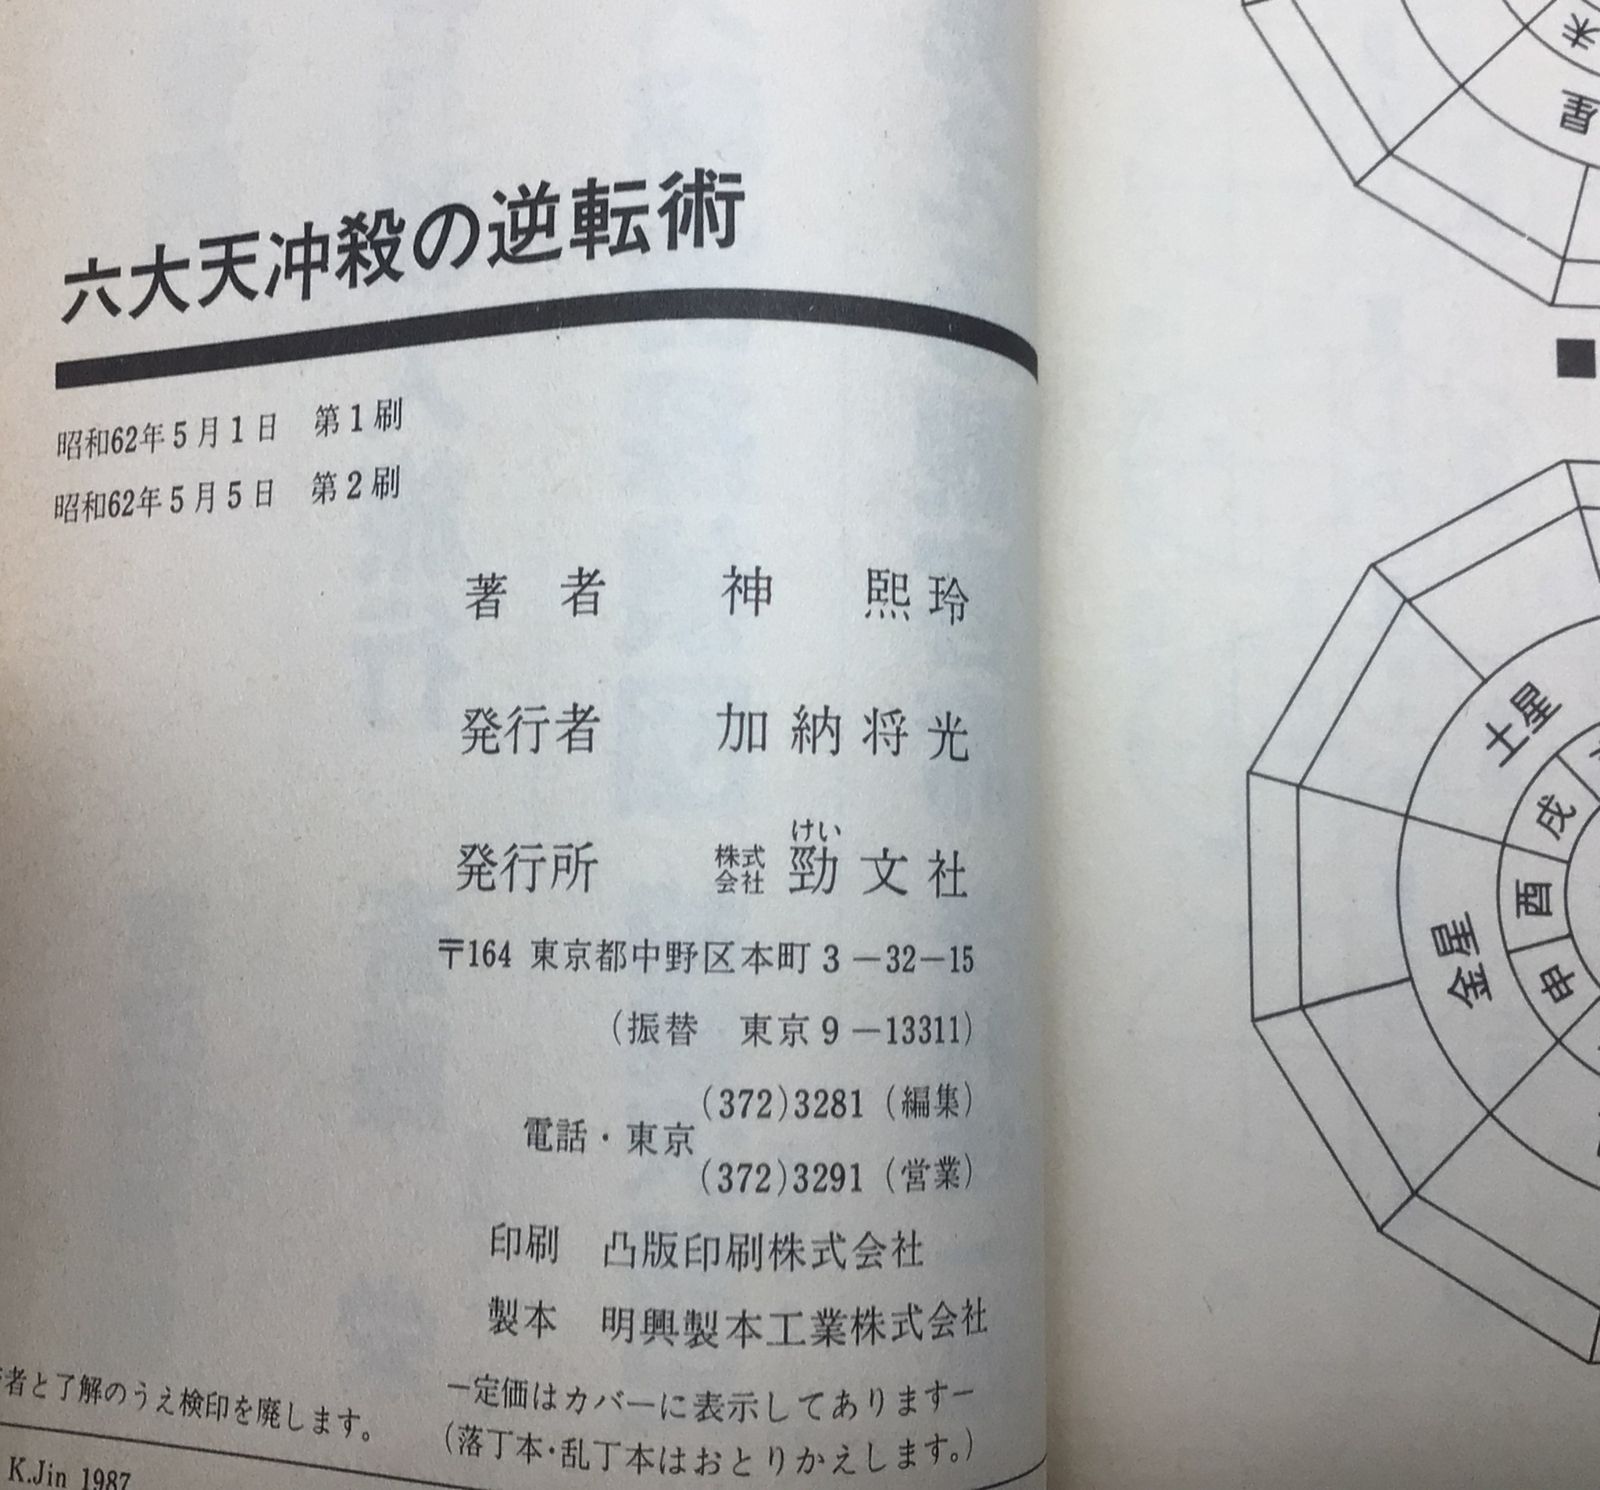 六大天冲殺の逆転術
昭和62年5月1日 第1刷
昭和62年5月5日 第2刷
著者 神 熙玲
発行者 加納将光
けい
発行所 株式会社 勁文社
〒164 東京都中野区本町3-32-15
(振替 東京9-13311)
電話・東京
(372)3281(編集)
(372)3291(営業)
印刷 凸版印刷株式会社
製本 明興製本工業株式会社
者と了解のうえ検印を廃します。
ー定価はカバーに表示してありますー
(落丁本・乱丁本はおとりかえします。)
K.Jin 1987
未
星
■
土星
戌
酉
申
金星